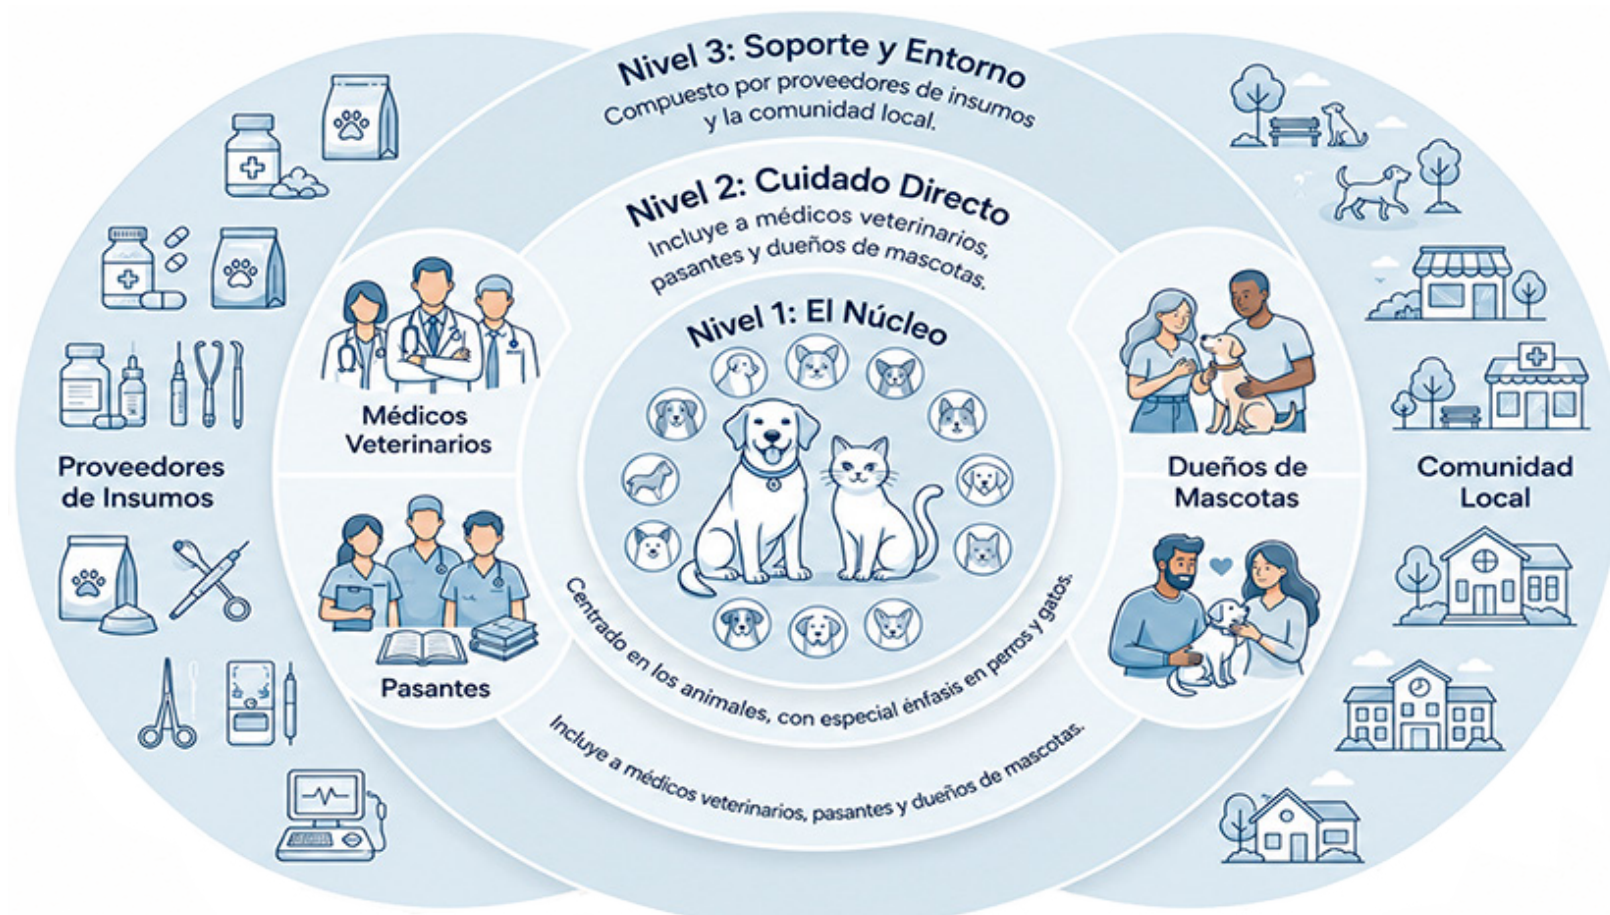 Nivel 3: Soporte y Entorno
Compuesto por proveedores de insumos
y la comunidad local.
Nivel 2: Cuidado Directo
Incluye a médicos veterinarios,
pasantes y dueños de mascotas.
Nivel 1: El Núcleo
Médicos
Veterinarios
Pasantes
Proveedores
de Insumos
Dueños de
Mascotas
Comunidad
Local
Centrado en los animales, con especial énfasis en perros y gatos.
Incluye a médicos veterinarios, pasantes y dueños de mascotas.